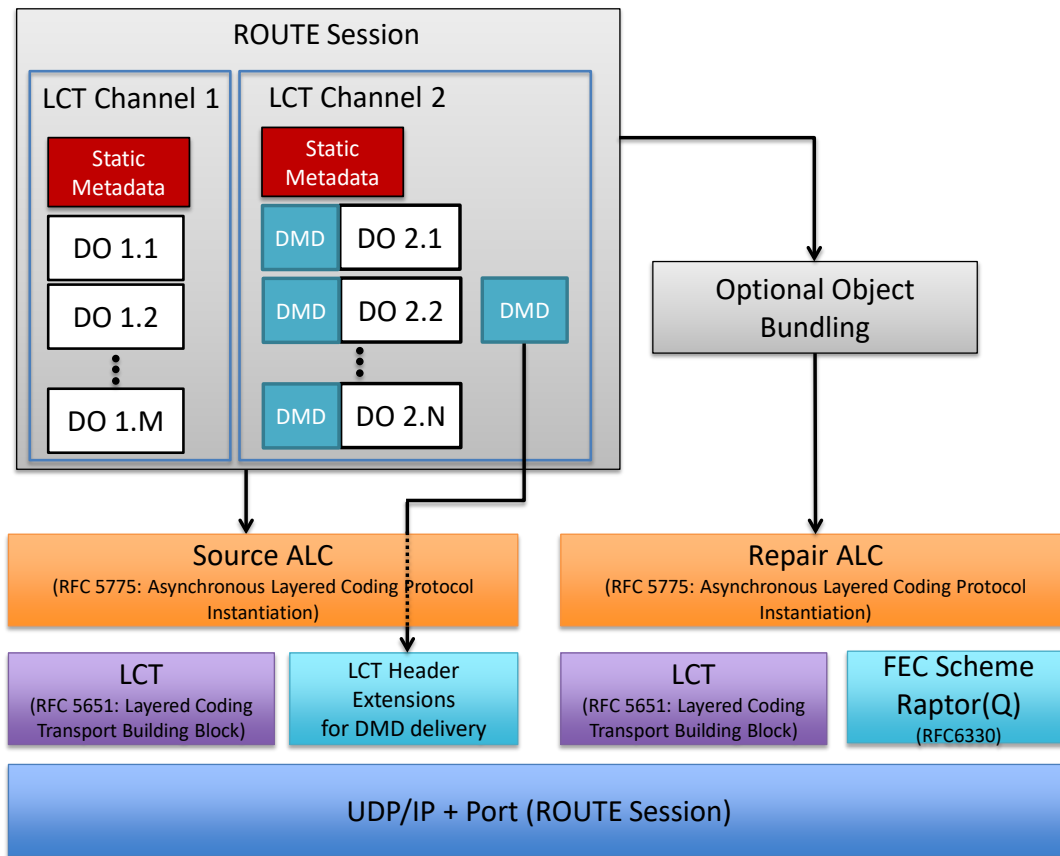 ROUTE Session
LCT Channel 1
Static
Metadata
DO 1.1
DO 1.2
DO 1.M
LCT Channel 2
Static
Metadata
DMD
DO 2.1
DMD
DO 2.2
DMD
DMD
DO 2.N
Optional Object
Bundling
Source ALC
(RFC 5775: Asynchronous Layered Coding Protocol
Instantiation)
Repair ALC
(RFC 5775: Asynchronous Layered Coding Protocol
Instantiation)
LCT
(RFC 5651: Layered Coding
Transport Building Block)
LCT Header
Extensions
for DMD delivery
LCT
(RFC 5651: Layered Coding
Transport Building Block)
FEC Scheme
Raptor(Q)
(RFC6330)
UDP/IP + Port (ROUTE Session)